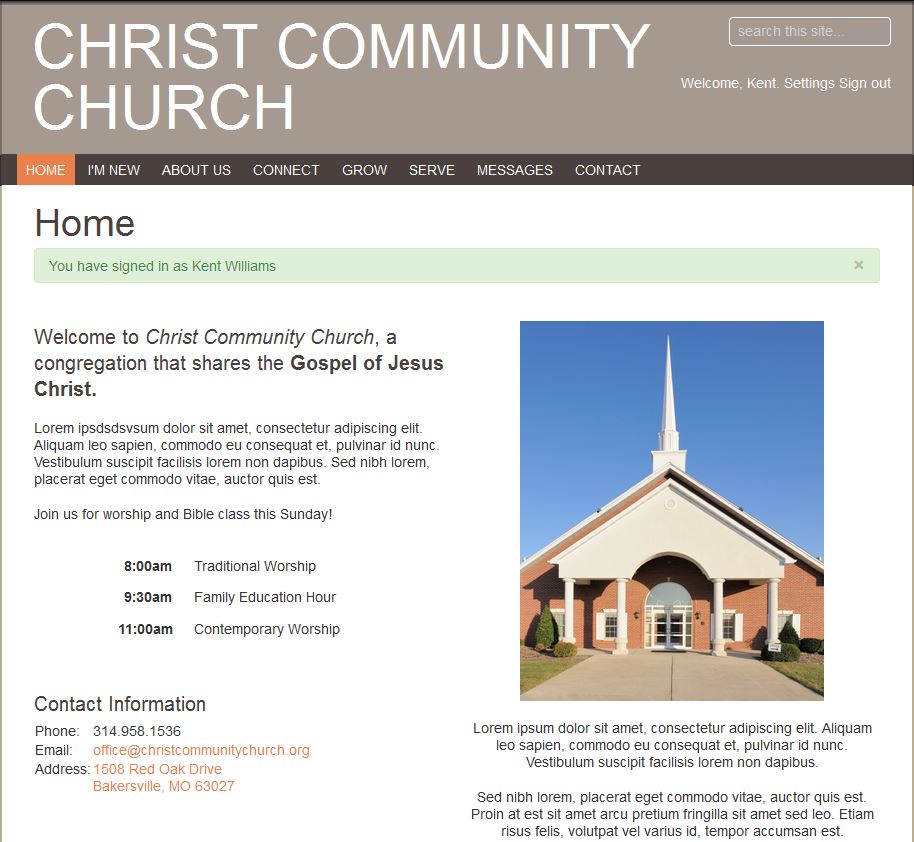 CHRIST COMMUNITY
CHURCH
search this site...
Welcome, Kent. Settings Sign out
HOME I'M NEW ABOUT US CONNECT GROW SERVE MESSAGES CONTACT
Home
You have signed in as Kent Williams ×
Welcome to Christ Community Church, a
congregation that shares the Gospel of Jesus
Christ.
Lorem ipsdsdsvsum dolor sit amet, consectetur adipiscing elit.
Aliquam leo sapien, commodo eu consequat et, pulvinar id nunc.
Vestibulum suscipit facilisis lorem non dapibus. Sed nibh lorem,
placerat eget commodo vitae, auctor quis est.
Join us for worship and Bible class this Sunday!
8:00am Traditional Worship
9:30am Family Education Hour
11:00am Contemporary Worship
Contact Information
Phone: 314.958.1536
Email: office@christcommunitychurch.org
Address: 1508 Red Oak Drive
Bakersville, MO 63027
Lorem ipsum dolor sit amet, consectetur adipiscing elit. Aliquam
leo sapien, commodo eu consequat et, pulvinar id nunc.
Vestibulum suscipit facilisis lorem non dapibus.
Sed nibh lorem, placerat eget commodo vitae, auctor quis est.
Proin at est sit amet arcu pretium fringilla sit amet sed leo. Etiam
risus felis, volutpat vel varius id, tempor accumsan est.